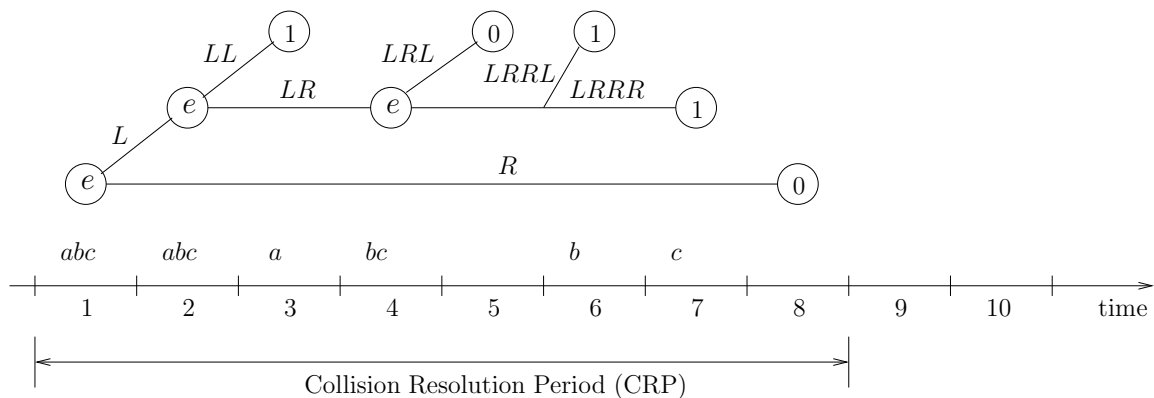 1 0 1
LL LRL LRRL
e LR e LRRR 1
L
e R 0
abc abc a bc b c
1 2 3 4 5 6 7 8 9 10 time
Collision Resolution Period (CRP)